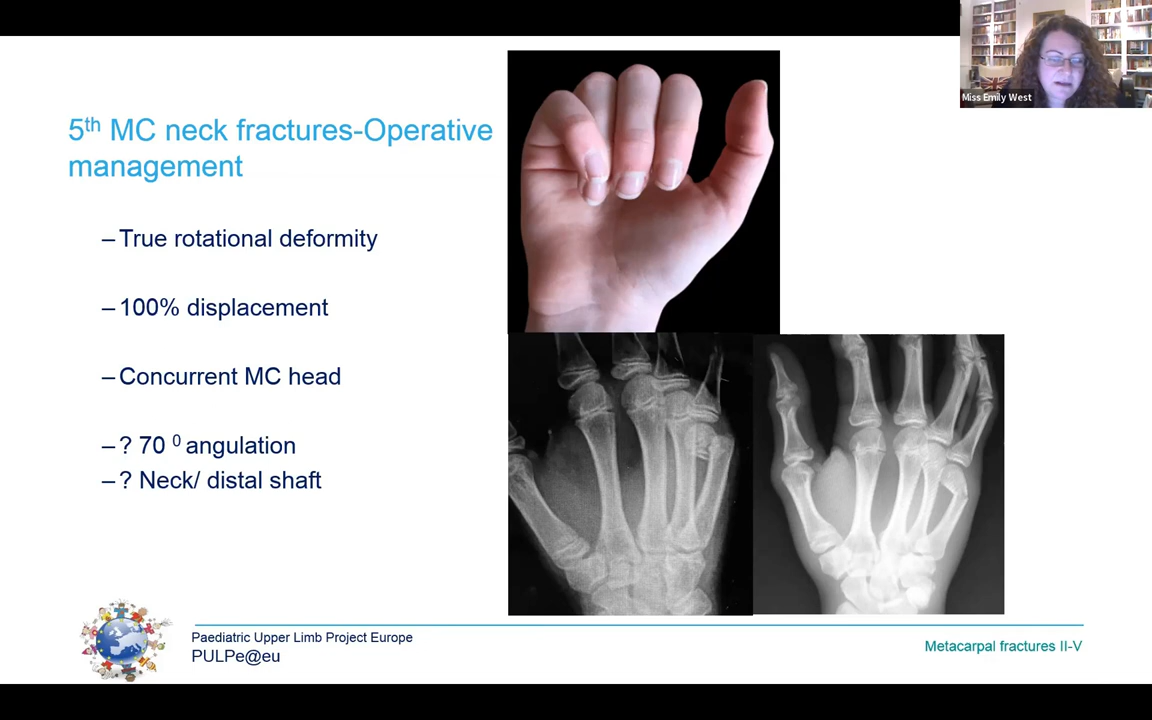 Miss Emily West
5th MC neck fractures-Operative
management
– True rotational deformity
– 100% displacement
– Concurrent MC head
– ? 70 0 angulation
– ? Neck/ distal shaft
Paediatric Upper Limb Project Europe
PULPe@eu
Metacarpal fractures II-V